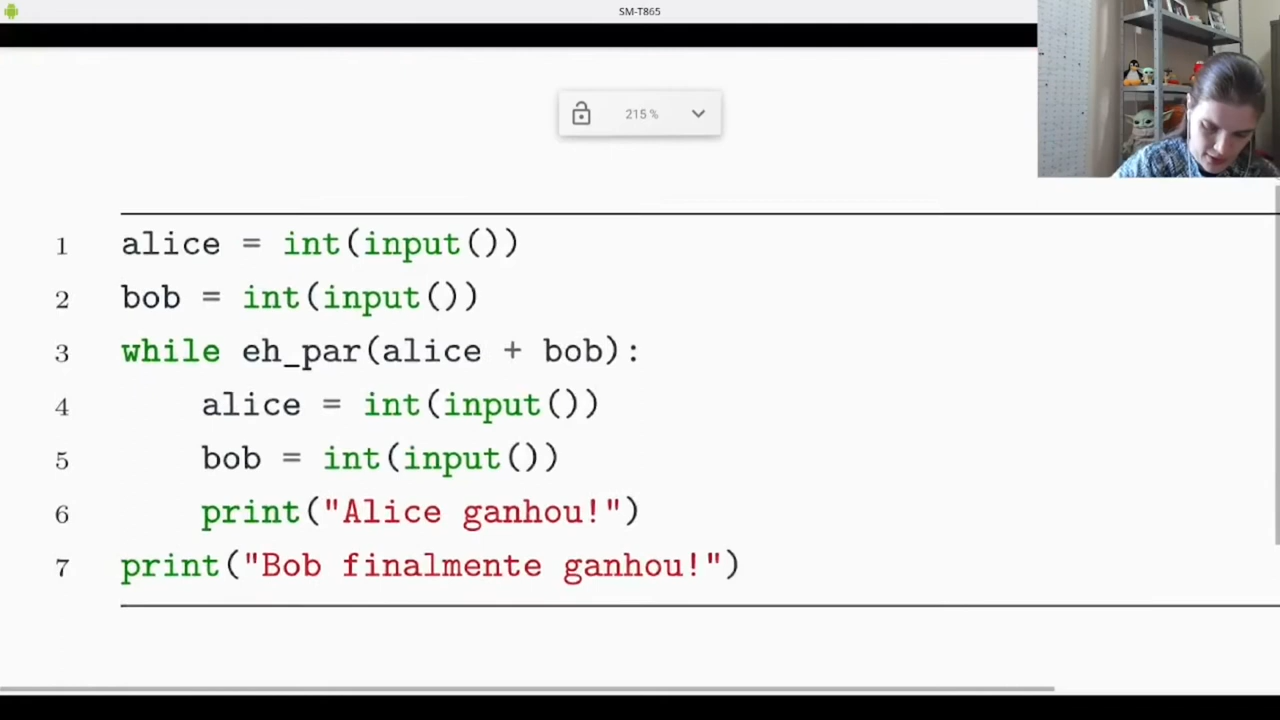 SM-T865
215 %
1 alice = int(input())
2 bob = int(input())
3 while eh_par(alice + bob):
4 alice = int(input())
5 bob = int(input())
6 print("Alice ganhou!")
7 print("Bob finalmente ganhou!")